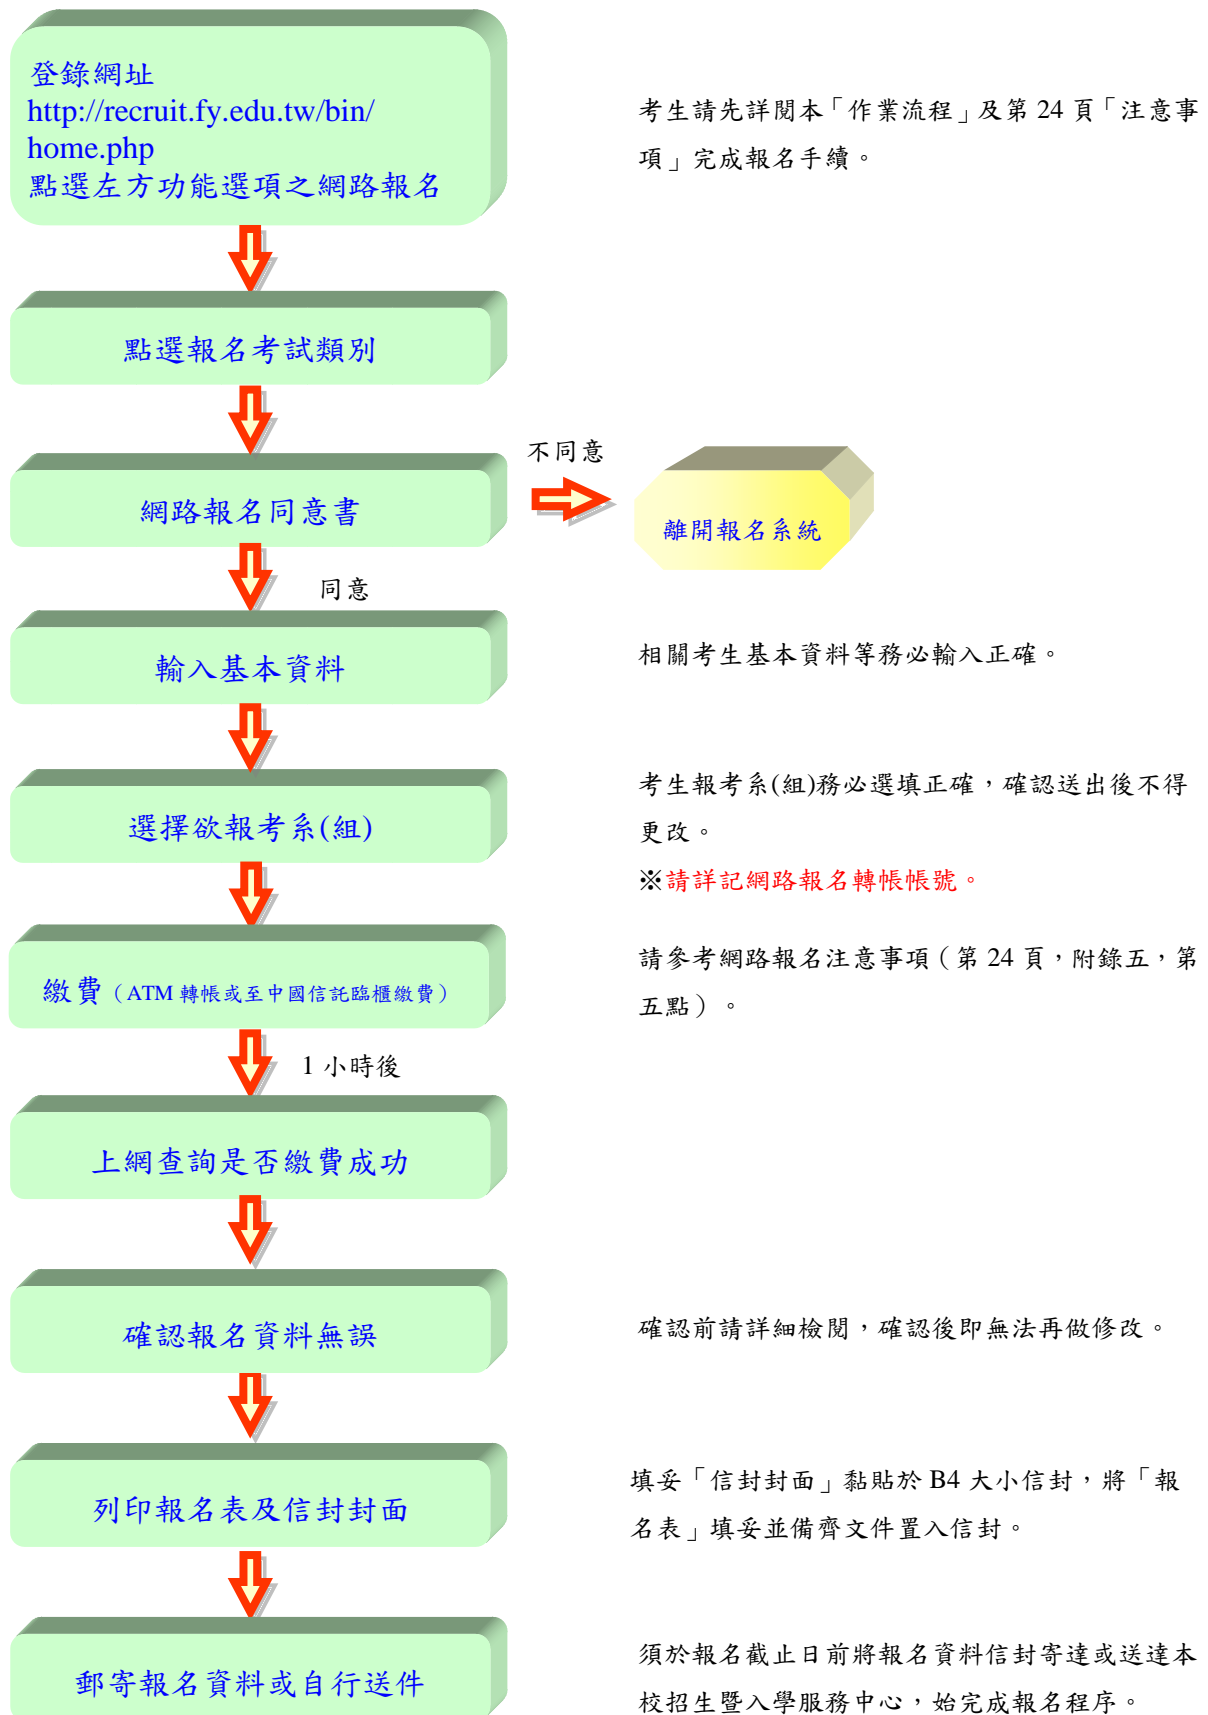 登錄網址
http://recruit.fy.edu.tw/bin/
home.php
點選左方功能選項之網路報名
考生請先詳閱本「作業流程」及第 24 頁「注意事
項」完成報名手續。
點選報名考試類別
網路報名同意書
不同意
離開報名系統
同意
輸入基本資料
相關考生基本資料等務必輸入正確。
選擇欲報考系(組)
考生報考系(組)務必選填正確，確認送出後不得
更改。
※請詳記網路報名轉帳帳號。
繳費（ATM 轉帳或至中國信託臨櫃繳費）
請參考網路報名注意事項（第 24 頁，附錄五，第
五點）。
1 小時後
上網查詢是否繳費成功
確認報名資料無誤
確認前請詳細檢閱，確認後即無法再做修改。
列印報名表及信封封面
填妥「信封封面」黏貼於 B4 大小信封，將「報
名表」填妥並備齊文件置入信封。
郵寄報名資料或自行送件
須於報名截止日前將報名資料信封寄達或送達本
校招生暨入學服務中心，始完成報名程序。